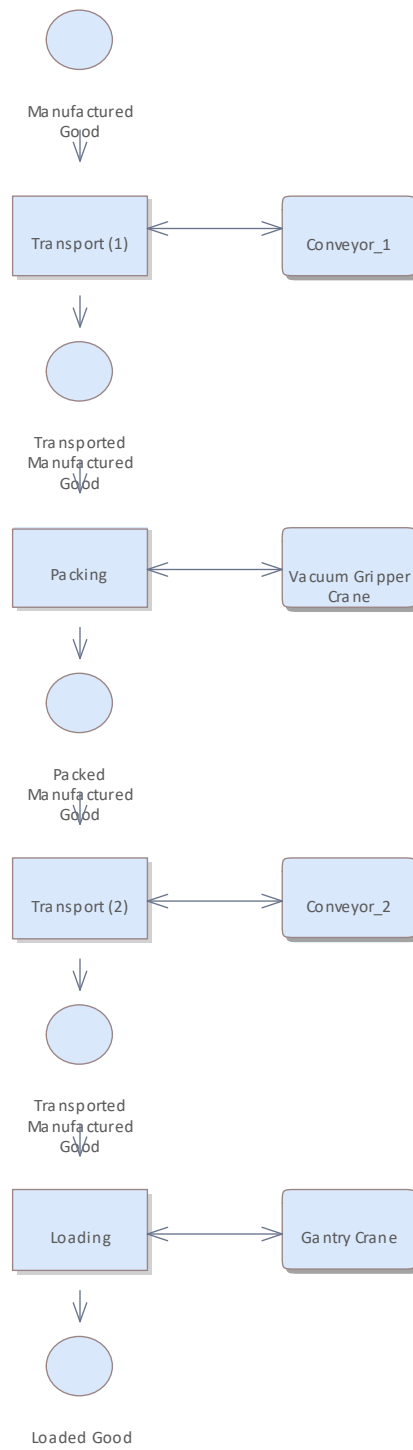 Manufactured
Good
Transport (1)
Conveyor_1
Transported
Manufactured
Good
Packing
Vacuum Gripper
Crane
Packed
Manufactured
Good
Transport (2)
Conveyor_2
Transported
Manufactured
Good
Loading
Gantry Crane
Loaded Good